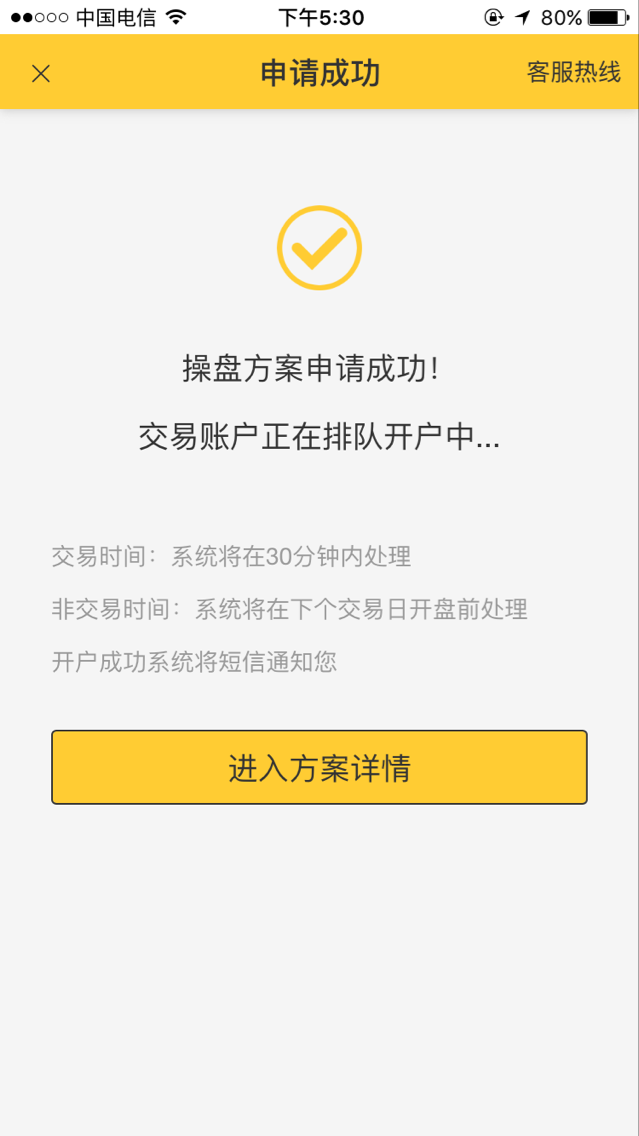 中国电信 下午5:30 80%
申请成功 客服热线
操盘方案申请成功！
交易账户正在排队开户中...
交易时间：系统将在30分钟内处理
非交易时间：系统将在下个交易日开盘前处理
开户成功系统将短信通知您
进入方案详情